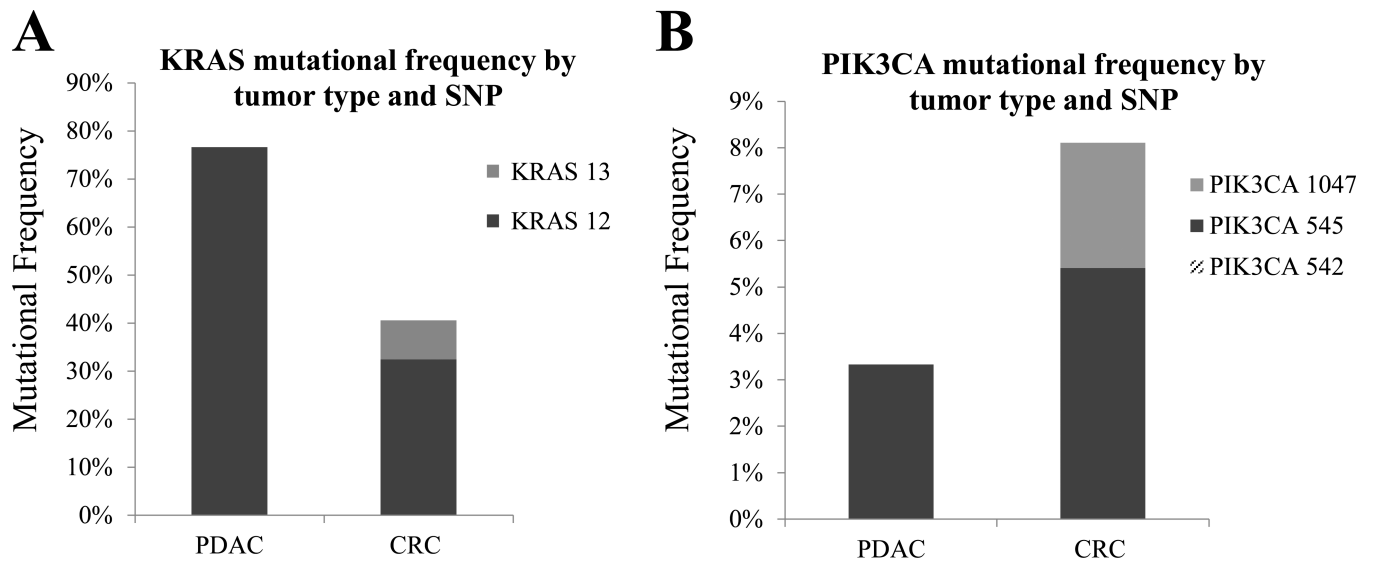 A
KRAS mutational frequency by
tumor type and SNP
Mutational Frequency
90%
80%
70%
60%
50%
40%
30%
20%
10%
0%
KRAS 13
KRAS 12
PDAC
CRC
B
PIK3CA mutational frequency by
tumor type and SNP
Mutational Frequency
9%
8%
7%
6%
5%
4%
3%
2%
1%
0%
PIK3CA 1047
PIK3CA 545
PIK3CA 542
PDAC
CRC